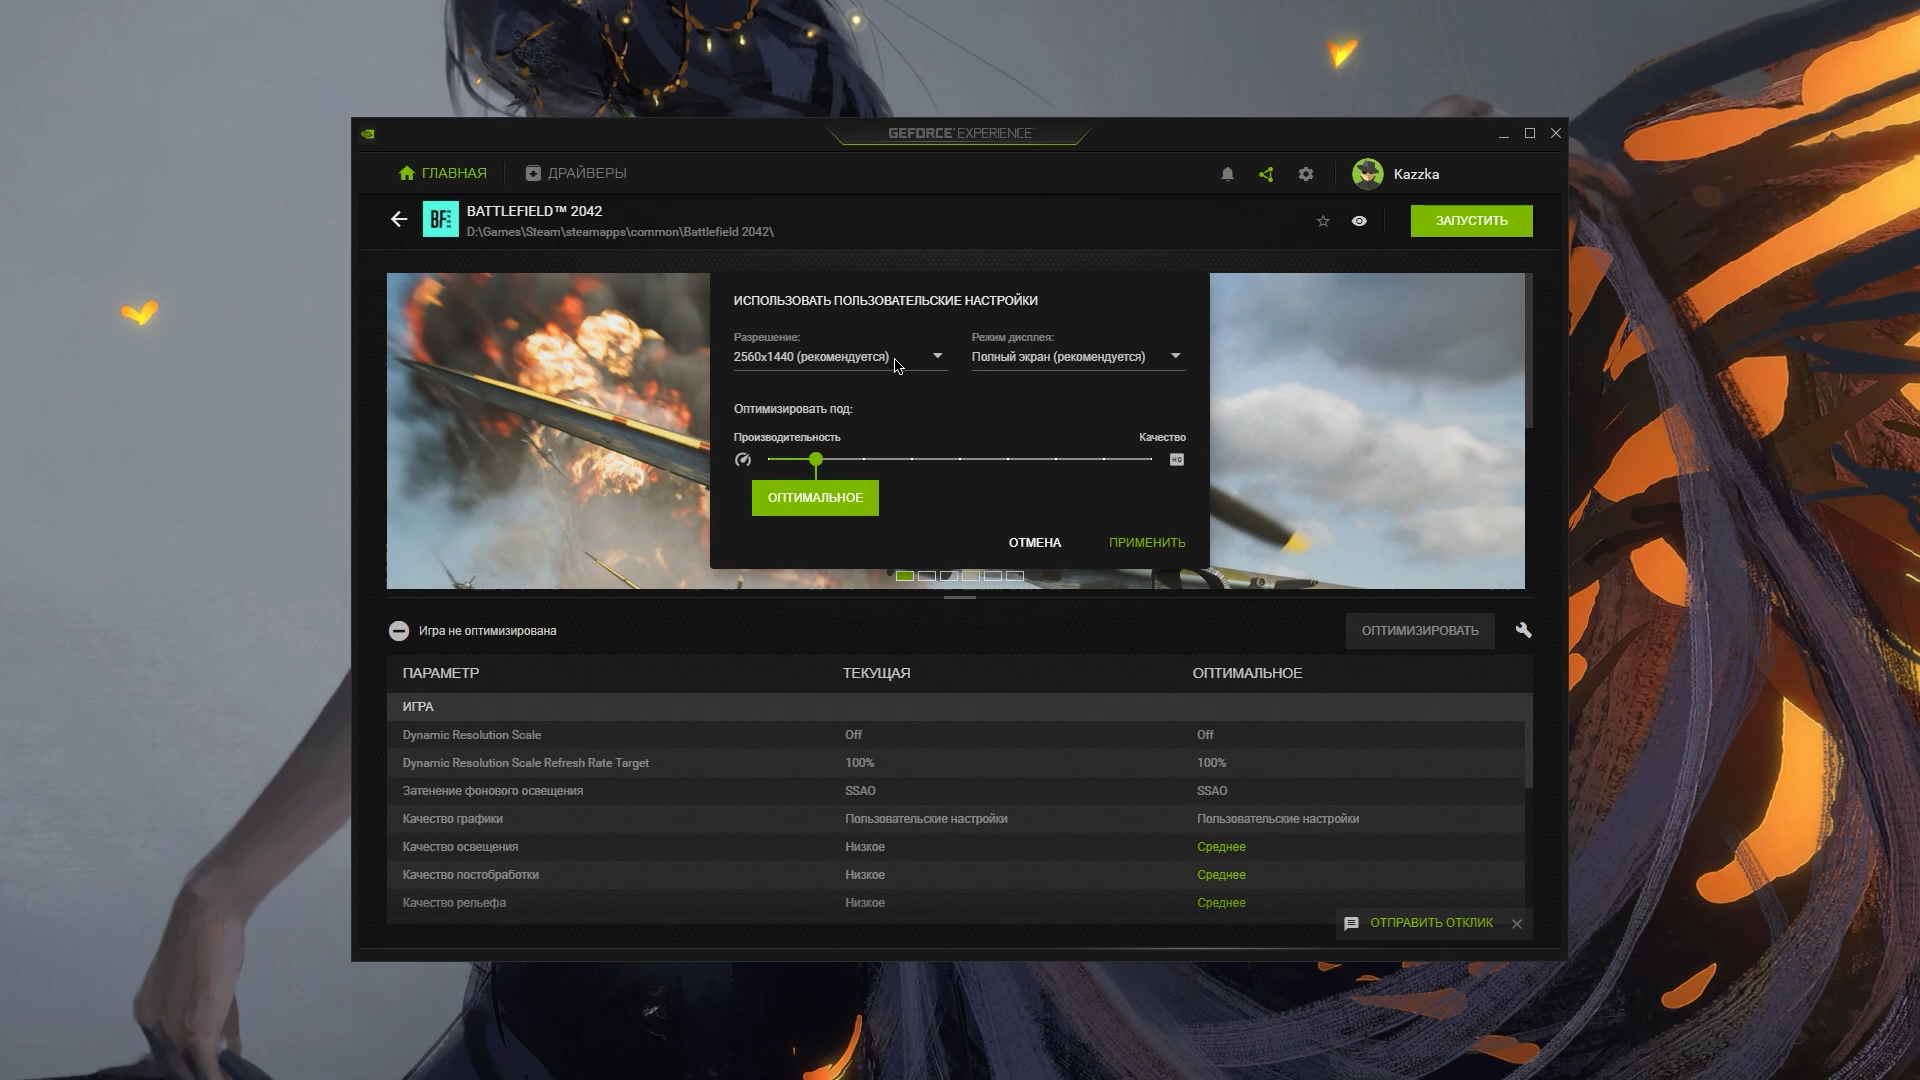 GEFORCE EXPERIENCE
ГЛАВНАЯ
ДРАЙВЕРЫ
Kazzka
BF
BATTLEFIELD™ 2042
D:\Games\Steam\steamapps\common\Battlefield 2042\
ЗАПУСТИТЬ
ИСПОЛЬЗОВАТЬ ПОЛЬЗОВАТЕЛЬСКИЕ НАСТРОЙКИ
Разрешение:
Режим дисплея:
2560x1440 (рекомендуется)
Полный экран (рекомендуется)
Оптимизировать под:
Производительность
Качество
HQ
ОПТИМАЛЬНОЕ
ОТМЕНА
ПРИМЕНИТЬ
Игра не оптимизирована
ОПТИМИЗИРОВАТЬ
ПАРАМЕТР ТЕКУЩАЯ ОПТИМАЛЬНОЕ
ИГРА
Dynamic Resolution Scale Off Off
Dynamic Resolution Scale Refresh Rate Target 100% 100%
Затенение фонового освещения SSAO SSAO
Качество графики Пользовательские настройки Пользовательские настройки
Качество освещения Низкое Среднее
Качество постобработки Низкое Среднее
Качество рельефа Низкое Среднее
ОТПРАВИТЬ ОТКЛИК